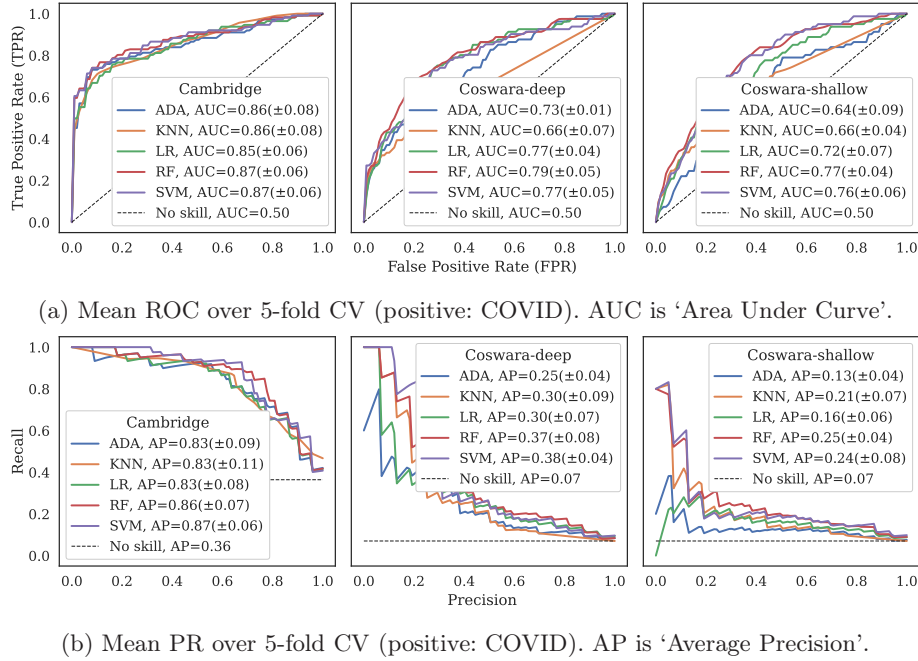 True Positive Rate (TPR)
1.0
0.8
0.6
0.4
0.2
0.0
Cambridge
ADA, AUC=0.86(±0.08)
KNN, AUC=0.86(±0.08)
LR, AUC=0.85(±0.06)
RF, AUC=0.87(±0.06)
SVM, AUC=0.87(±0.06)
No skill, AUC=0.50
0.0 0.2 0.4 0.6 0.8 1.0
Coswara-deep
ADA, AUC=0.73(±0.01)
KNN, AUC=0.66(±0.07)
LR, AUC=0.77(±0.04)
RF, AUC=0.79(±0.05)
SVM, AUC=0.77(±0.05)
No skill, AUC=0.50
0.0 0.2 0.4 0.6 0.8 1.0
Coswara-shallow
ADA, AUC=0.64(±0.09)
KNN, AUC=0.66(±0.04)
LR, AUC=0.72(±0.07)
RF, AUC=0.77(±0.04)
SVM, AUC=0.76(±0.06)
No skill, AUC=0.50
0.0 0.2 0.4 0.6 0.8 1.0
False Positive Rate (FPR)
(a) Mean ROC over 5-fold CV (positive: COVID). AUC is ‘Area Under Curve’.
Recall
1.0
0.8
0.6
0.4
0.2
0.0
Cambridge
ADA, AP=0.83(±0.09)
KNN, AP=0.83(±0.11)
LR, AP=0.83(±0.08)
RF, AP=0.86(±0.07)
SVM, AP=0.87(±0.06)
No skill, AP=0.36
0.0 0.2 0.4 0.6 0.8 1.0
Coswara-deep
ADA, AP=0.25(±0.04)
KNN, AP=0.30(±0.09)
LR, AP=0.30(±0.07)
RF, AP=0.37(±0.08)
SVM, AP=0.38(±0.04)
No skill, AP=0.07
0.0 0.2 0.4 0.6 0.8 1.0
Coswara-shallow
ADA, AP=0.13(±0.04)
KNN, AP=0.21(±0.07)
LR, AP=0.16(±0.06)
RF, AP=0.25(±0.04)
SVM, AP=0.24(±0.08)
No skill, AP=0.07
0.0 0.2 0.4 0.6 0.8 1.0
Precision
(b) Mean PR over 5-fold CV (positive: COVID). AP is ‘Average Precision’.